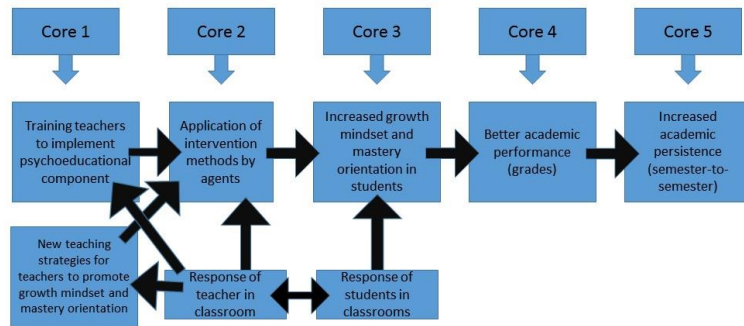 Core 1
Core 2
Core 3
Core 4
Core 5
Training teachers
to implement
psychoeducational
component
Application of
intervention
methods by
agents
Increased growth
mindset and
mastery
orientation in
students
Better academic
performance
(grades)
Increased
academic
persistence
(semester-to-
semester)
New teaching
strategies for
teachers to promote
growth mindset and
mastery orientation
Response of
teacher in
classroom
Response of
students in
classrooms